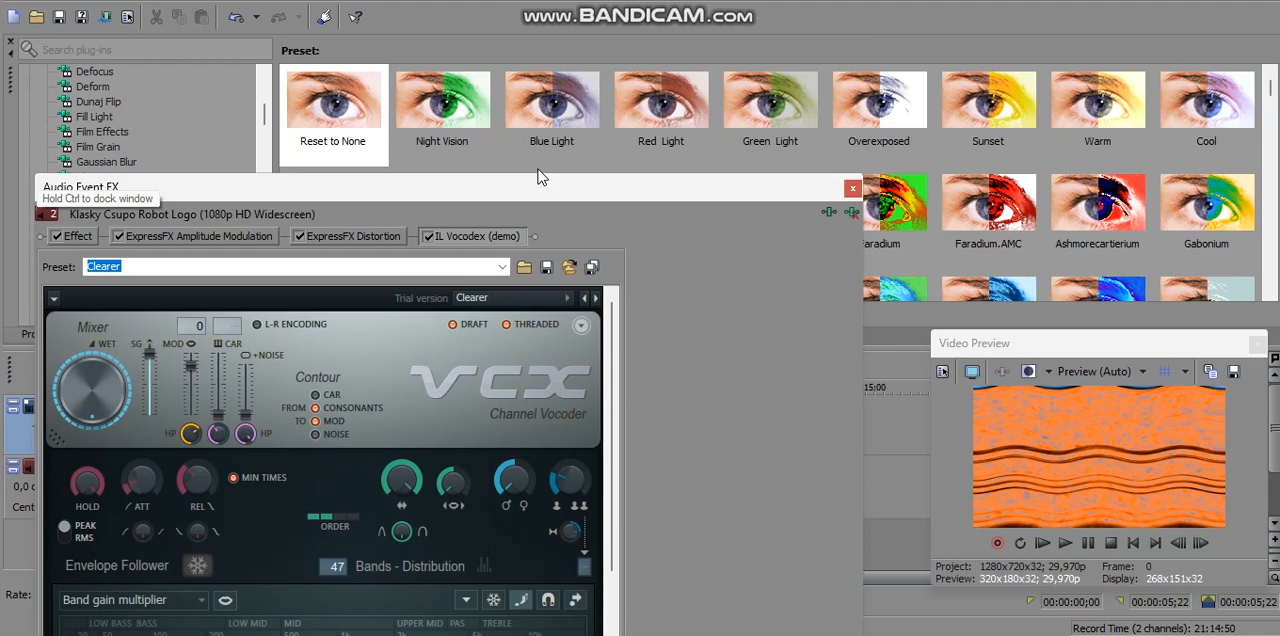 www.BANDICAM.com
Search plug-ins
Preset:
Defocus
Deform
Dunaj Flip
Fill Light
Film Effects
Film Grain
Gaussian Blur
Reset to None
Night Vision
Blue Light
Red Light
Green Light
Overexposed
Sunset
Warm
Cool
Audio Event FX
Hold Ctrl to dock window
2 Klasky Csupo Robot Logo (1080p HD Widescreen)
Effect
ExpressFX Amplitude Modulation
ExpressFX Distortion
IL Vocodex (demo)
Faradium
Faradium.AMC
Ashmorecartierium
Gabonium
Preset: Clearer
Trial version Clearer
Mixer
0
L-R ENCODING
DRAFT
THREADED
WET
SG
MOD
CAR
+NOISE
Contour
CAR
FROM CONSONANTS
TO MOD
NOISE
HP
HP
VCX
Channel Vocoder
HOLD
ATT
REL
MIN TIMES
PEAK
RMS
ORDER
Envelope Follower
47 Bands - Distribution
Band gain multiplier
LOW BASS
BASS
LOW MID
MID
UPPER MID
PAS
TREBLE
Pro
15:00
0,0
Cent
Rate:
Video Preview
Preview (Auto)
Project: 1280x720x32; 29,970p
Frame: 0
Preview: 320x180x32; 29,970p
Display: 268x151x32
00:00:00;00
00:00:05;22
00:00:05;22
Record Time (2 channels): 21:14:50